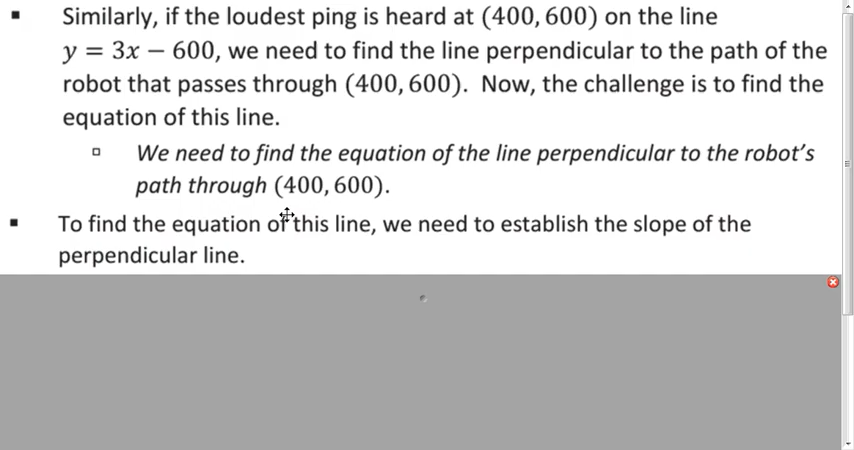 Similarly, if the loudest ping is heard at (400, 600) on the line
y = 3x − 600, we need to find the line perpendicular to the path of the
robot that passes through (400, 600). Now, the challenge is to find the
equation of this line.
We need to find the equation of the line perpendicular to the robot's
path through (400, 600).
To find the equation of this line, we need to establish the slope of the
perpendicular line.